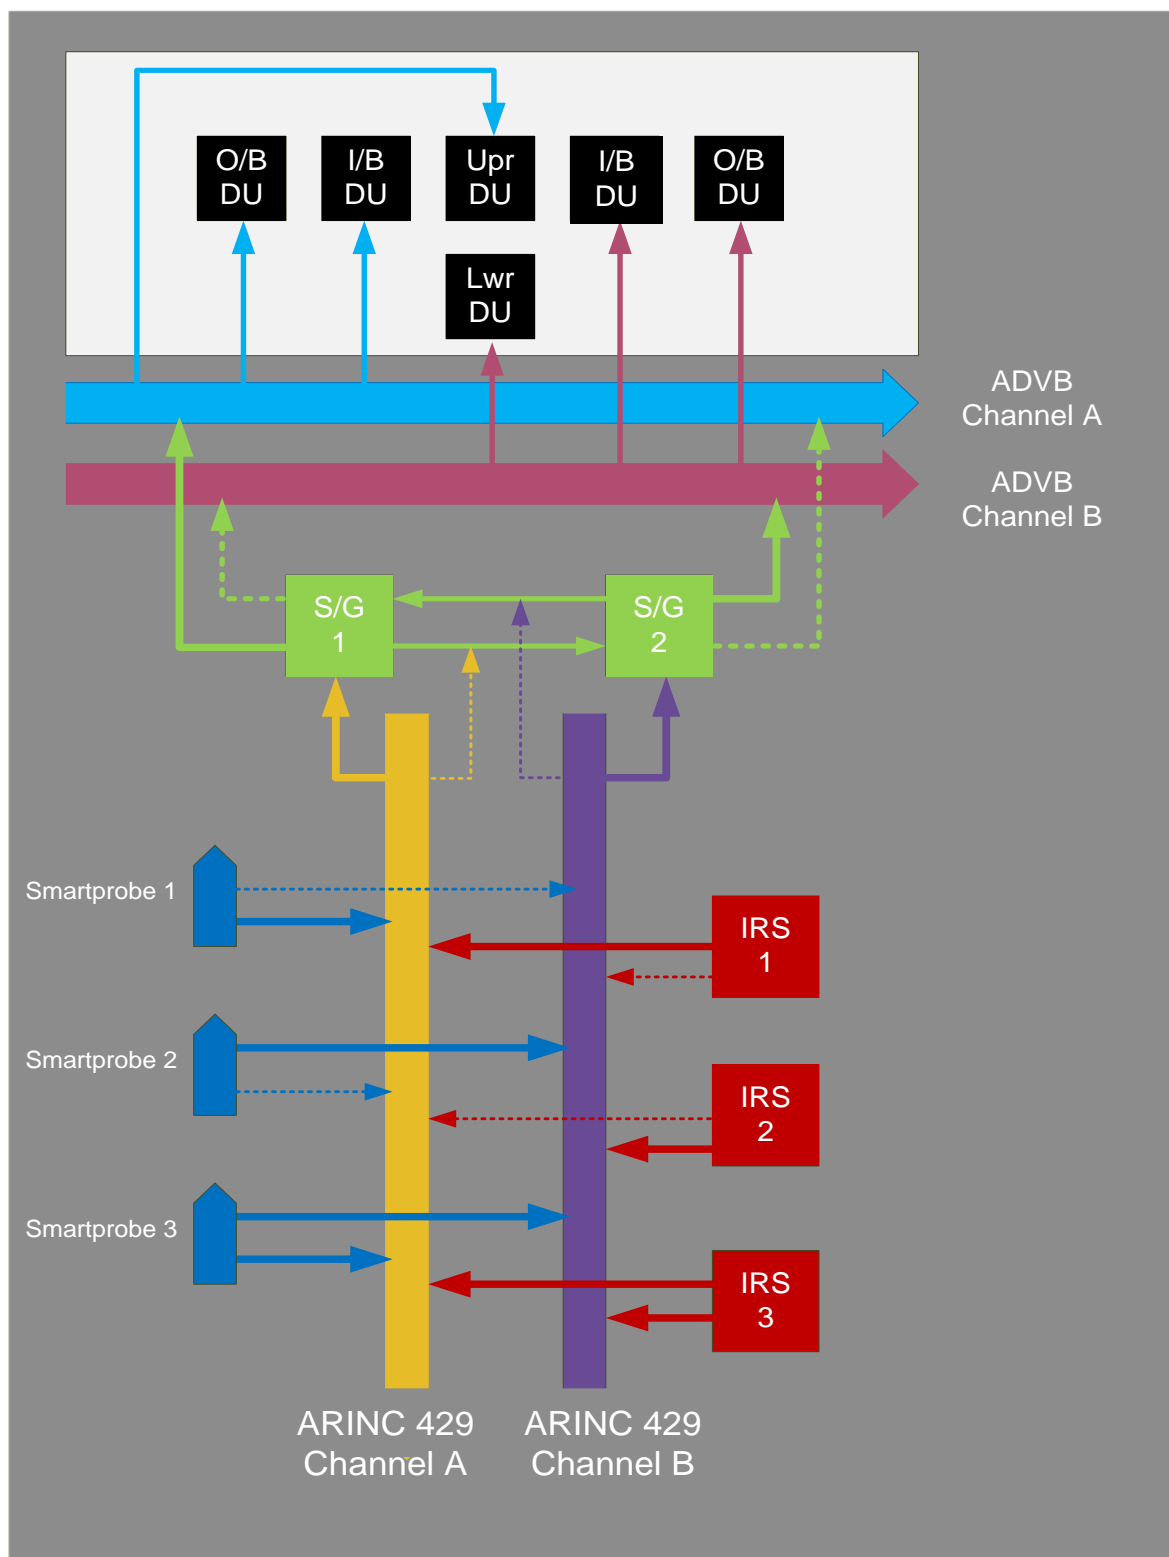 O/B
DU
I/B
DU
Upr
DU
I/B
DU
O/B
DU
Lwr
DU
ADVB
Channel A
ADVB
Channel B
S/G
1
S/G
2
Smartprobe 1
IRS
1
Smartprobe 2
IRS
2
Smartprobe 3
IRS
3
ARINC 429
Channel A
ARINC 429
Channel B